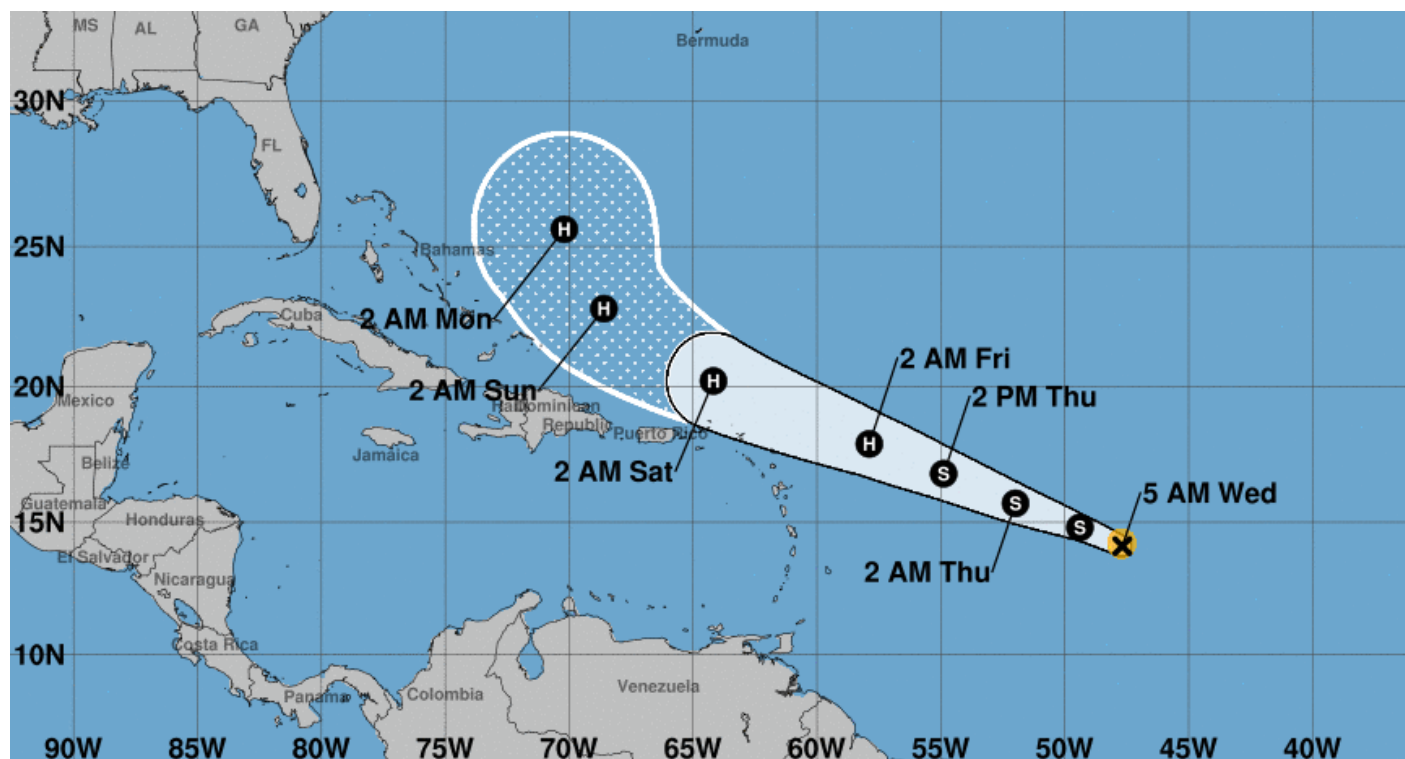 MS
AL
GA
Bermuda
30N
FL
H
25N
Bahamas
2 AM Mon
H
Cuba
2 AM Fri
H
20N
2 AM Sun
2 PM Thu
Mexico
Dominican
Republic
Puerto Rico
H
Jamaica
2 AM Sat
Belize
S
5 AM Wed
Guatemala
S
15N
Honduras
S
El Salvador
2 AM Thu
Nicaragua
10N
Costa Rica
Panama
Colombia
Venezuela
90W 85W 80W 75W 70W 65W 60W 55W 50W 45W 40W